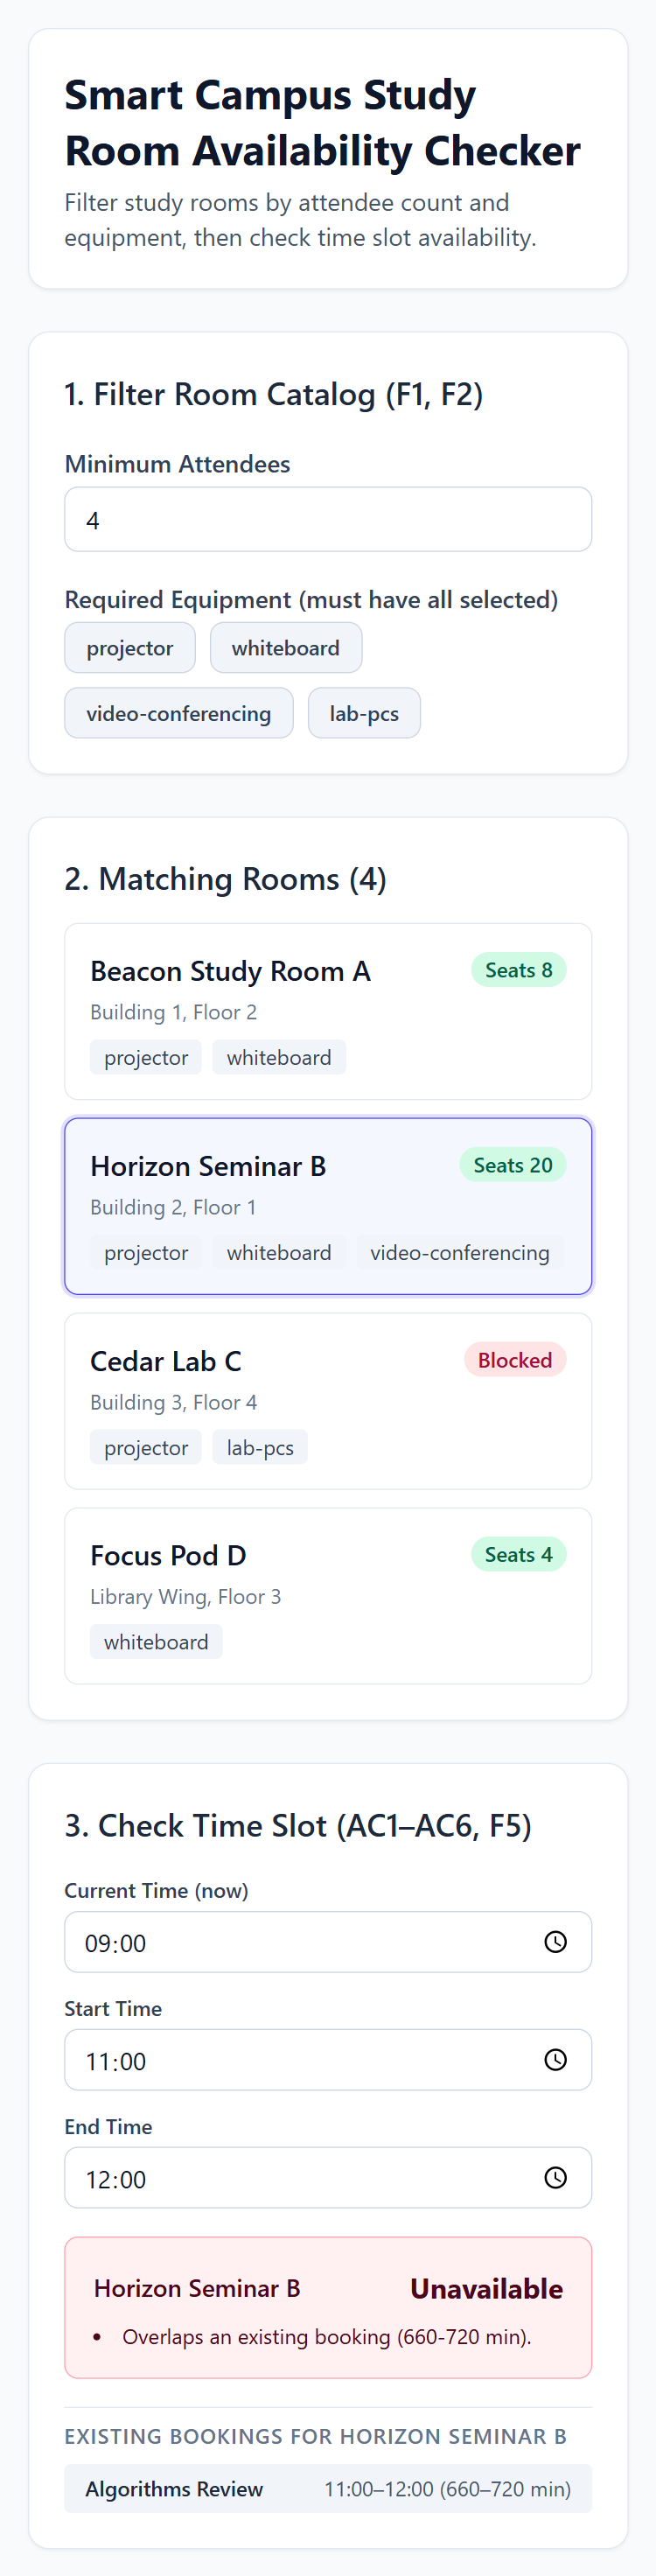 Smart Campus Study
Room Availability Checker
Filter study rooms by attendee count and
equipment, then check time slot availability.
1. Filter Room Catalog (F1, F2)
Minimum Attendees
4
Required Equipment (must have all selected)
projector whiteboard
video-conferencing lab-pcs
2. Matching Rooms (4)
Beacon Study Room A Seats 8
Building 1, Floor 2
projector whiteboard
Horizon Seminar B Seats 20
Building 2, Floor 1
projector whiteboard video-conferencing
Cedar Lab C Blocked
Building 3, Floor 4
projector lab-pcs
Focus Pod D Seats 4
Library Wing, Floor 3
whiteboard
3. Check Time Slot (AC1–AC6, F5)
Current Time (now)
09:00
Start Time
11:00
End Time
12:00
Horizon Seminar B Unavailable
• Overlaps an existing booking (660-720 min).
EXISTING BOOKINGS FOR HORIZON SEMINAR B
Algorithms Review 11:00–12:00 (660–720 min)